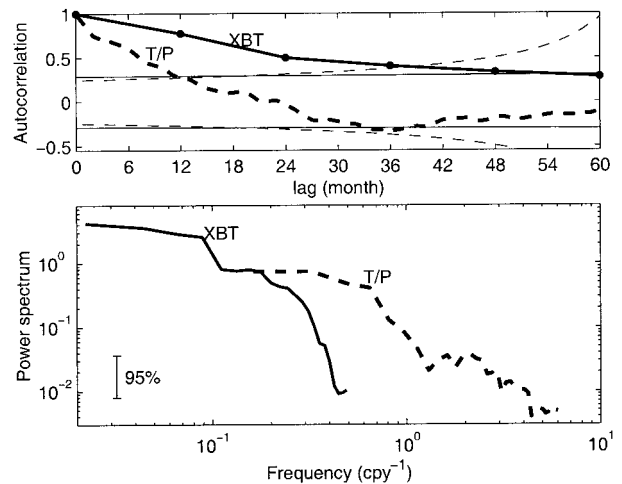 1
0.5
0
−0.5
Autocorrelation
XBT
T/P
0 6 12 18 24 30 36 42 48 54 60
lag (month)
10^0
10^-1
10^-2
Power spectrum
XBT
T/P
95%
10^-1 10^0 10^1
Frequency (cpy^-1)